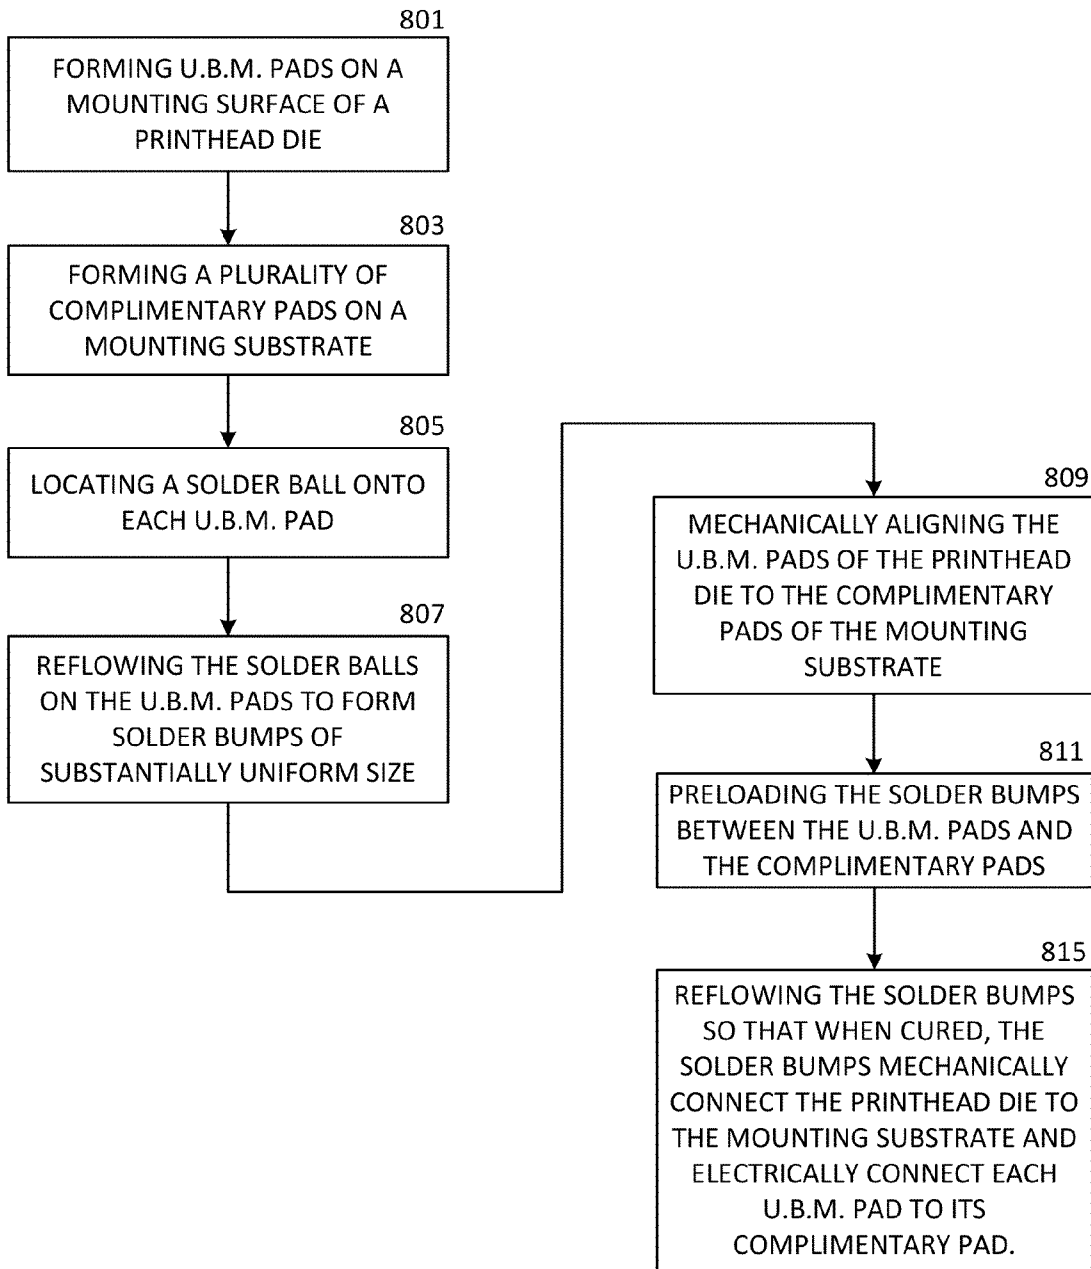 801
FORMING U.B.M. PADS ON A
MOUNTING SURFACE OF A
PRINTHEAD DIE
803
FORMING A PLURALITY OF
COMPLIMENTARY PADS ON A
MOUNTING SUBSTRATE
805
LOCATING A SOLDER BALL ONTO
EACH U.B.M. PAD
807
REFLOWING THE SOLDER BALLS
ON THE U.B.M. PADS TO FORM
SOLDER BUMPS OF
SUBSTANTIALLY UNIFORM SIZE
809
MECHANICALLY ALIGNING THE
U.B.M. PADS OF THE PRINTHEAD
DIE TO THE COMPLIMENTARY
PADS OF THE MOUNTING
SUBSTRATE
811
PRELOADING THE SOLDER BUMPS
BETWEEN THE U.B.M. PADS AND
THE COMPLIMENTARY PADS
815
REFLOWING THE SOLDER BUMPS
SO THAT WHEN CURED, THE
SOLDER BUMPS MECHANICALLY
CONNECT THE PRINTHEAD DIE TO
THE MOUNTING SUBSTRATE AND
ELECTRICALLY CONNECT EACH
U.B.M. PAD TO ITS
COMPLIMENTARY PAD.